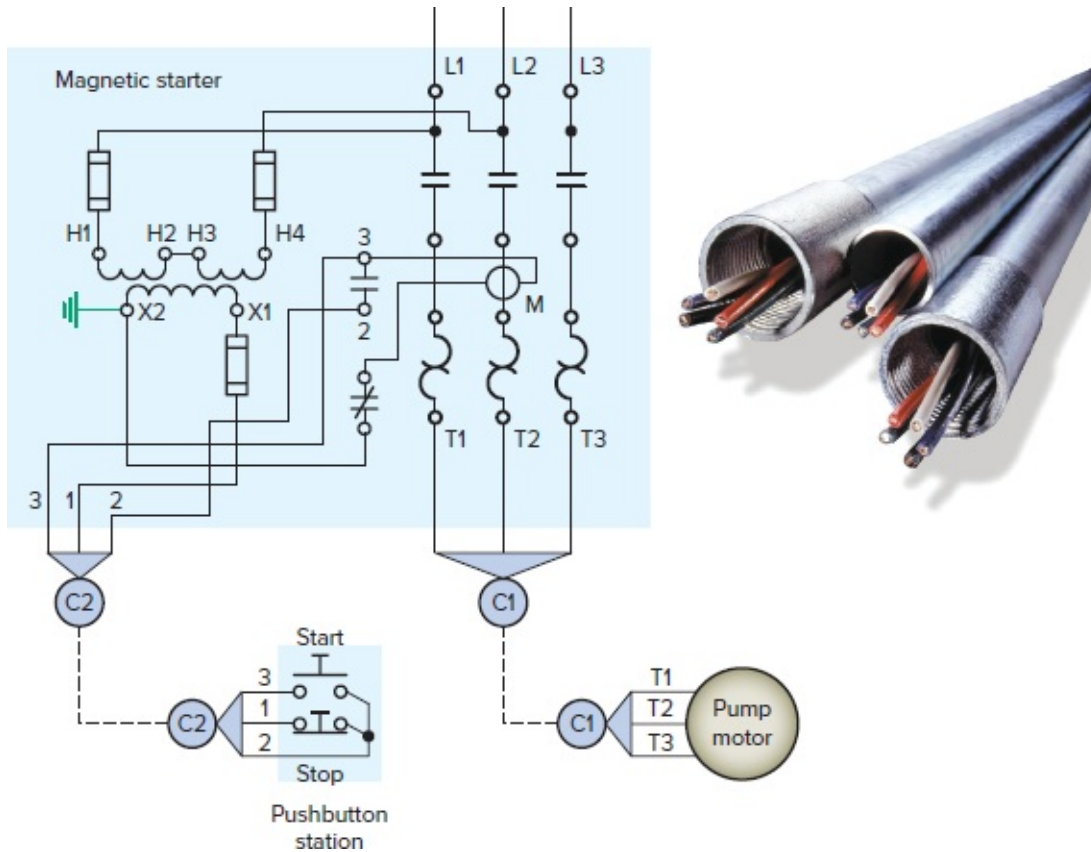 L1 L2 L3
Magnetic starter
H1 H2 H3 H4
3
X2 X1
M
2
T1 T2 T3
3 1 2
C2
C1
Start
3
C2
1
2
Stop
Pushbutton
station
C1
T1
T2
T3
Pump
motor